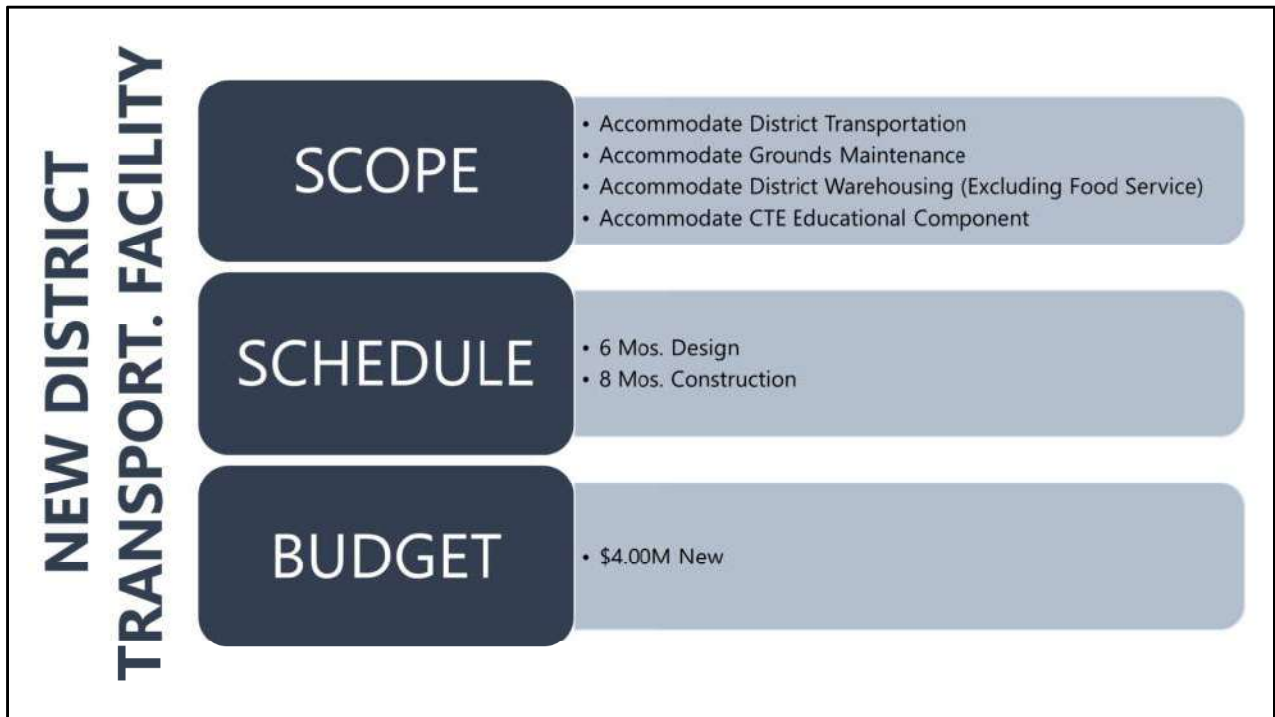 NEW DISTRICT
TRANSPORT. FACILITY
SCOPE
• Accommodate District Transportation
• Accommodate Grounds Maintenance
• Accommodate District Warehousing (Excluding Food Service)
• Accommodate CTE Educational Component
SCHEDULE
• 6 Mos. Design
• 8 Mos. Construction
BUDGET
• $4.00M New